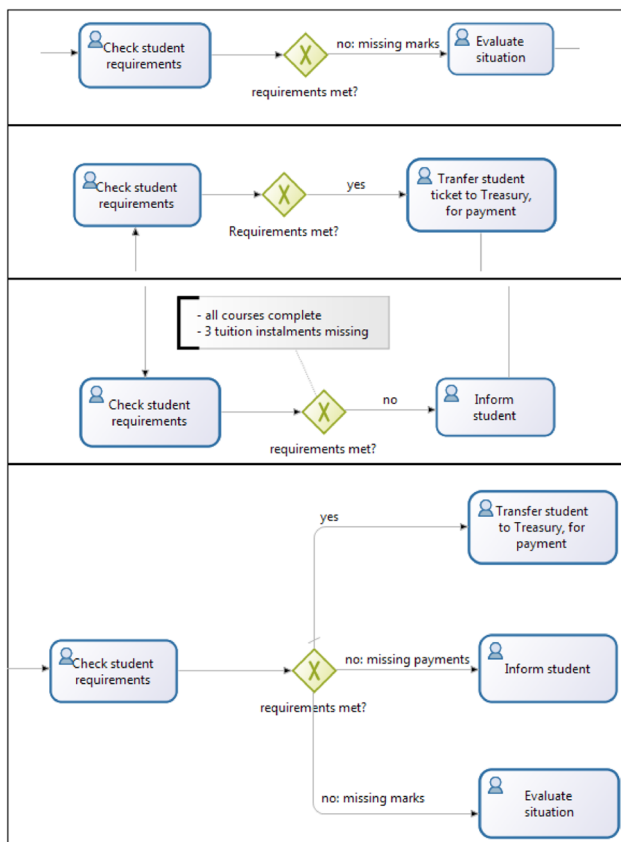 Check student
requirements
no: missing marks
Evaluate
situation
requirements met?
Check student
requirements
yes
Tranfer student
ticket to Treasury,
for payment
Requirements met?
- all courses complete
- 3 tuition instalments missing
Check student
requirements
no
Inform
student
requirements met?
yes
Transfer student
to Treasury, for
payment
Check student
requirements
no: missing payments
Inform student
requirements met?
no: missing marks
Evaluate
situation